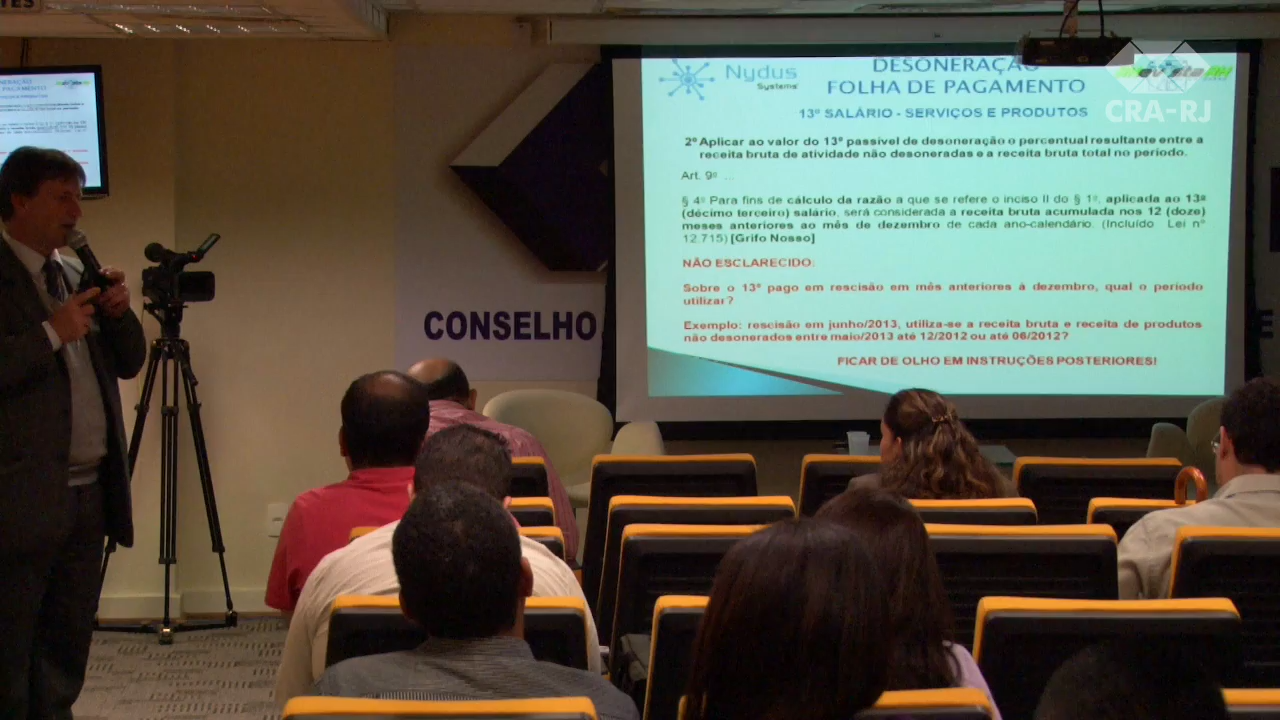 TES
Nydus
Systems
DESONERAÇÃO
FOLHA DE PAGAMENTO
CRA-RJ
13º SALÁRIO - SERVIÇOS E PRODUTOS
2º Aplicar ao valor do 13º passível de desoneração o percentual resultante entre a
receita bruta de atividade não desoneradas e a receita bruta total no período.
Art. 9º ...
§ 4º Para fins de cálculo da razão a que se refere o inciso II do § 1º, aplicada ao 13º
(décimo terceiro) salário, será considerada a receita bruta acumulada nos 12 (doze)
meses anteriores ao mês de dezembro de cada ano-calendário. (Incluído Lei nº
12.715) [Grifo Nosso]
NÃO ESCLARECIDO:
Sobre o 13º pago em rescisão em mês anteriores à dezembro, qual o período
utilizar?
Exemplo: rescisão em junho/2013, utiliza-se a receita bruta e receita de produtos
não desonerados entre maio/2013 até 12/2012 ou até 06/2012?
FICAR DE OLHO EM INSTRUÇÕES POSTERIORES!
CONSELHO